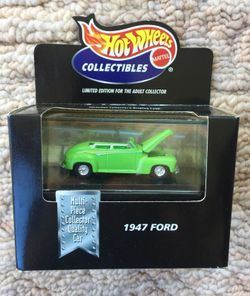 Hot Wheels
MATTEL
COLLECTIBLES
LIMITED EDITION FOR THE ADULT COLLECTOR
Multi-
Piece
Collector
Quality
Car
1947 FORD